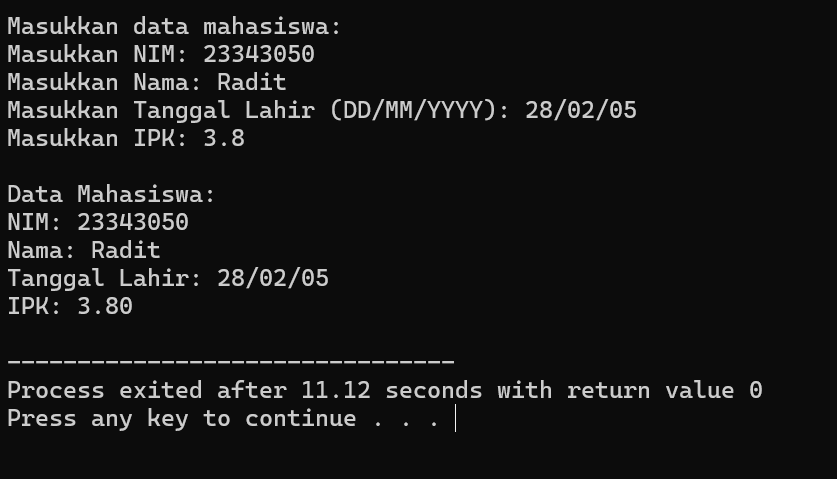 Masukkan data mahasiswa:
Masukkan NIM: 23343050
Masukkan Nama: Radit
Masukkan Tanggal Lahir (DD/MM/YYYY): 28/02/05
Masukkan IPK: 3.8
Data Mahasiswa:
NIM: 23343050
Nama: Radit
Tanggal Lahir: 28/02/05
IPK: 3.80
--------------------------------
Process exited after 11.12 seconds with return value 0
Press any key to continue . . .